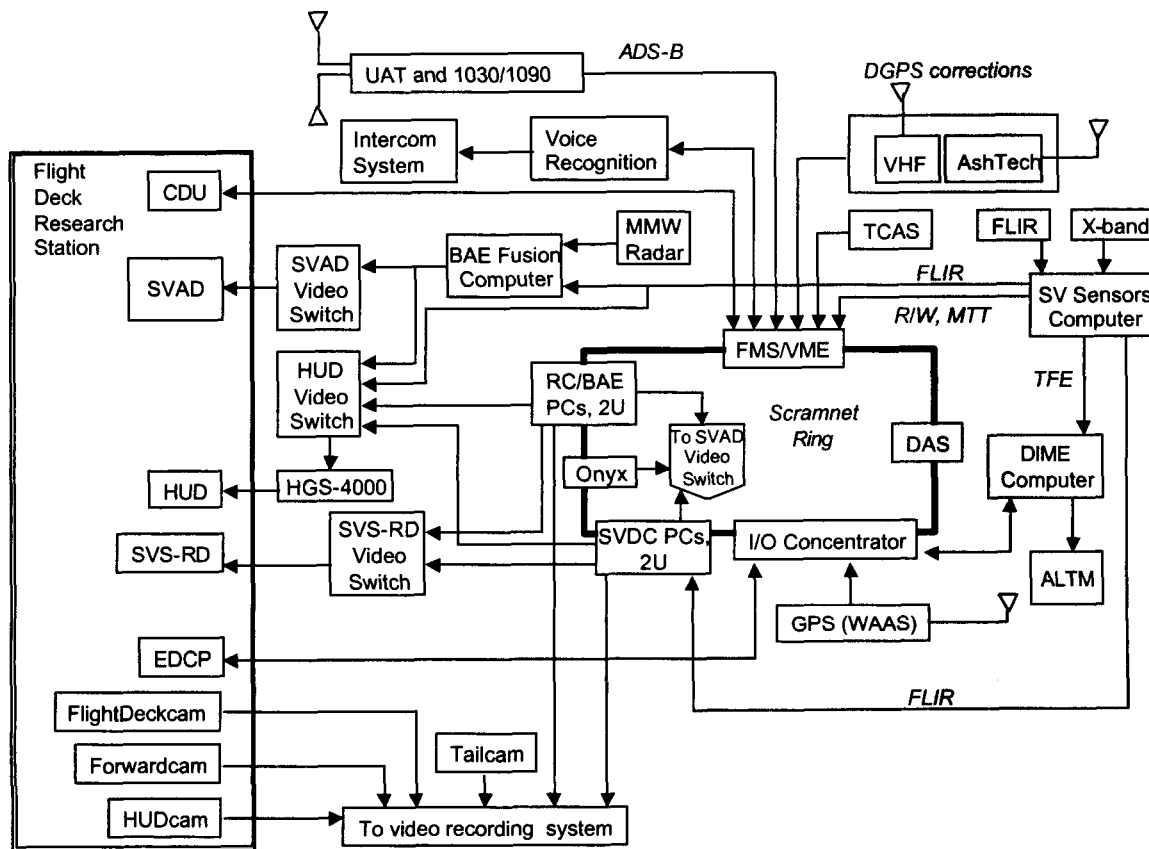 ADS-B
UAT and 1030/1090
DGPS corrections
Intercom
System
Voice
Recognition
VHF
AshTech
Flight
Deck
Research
Station
CDU
MMW
Radar
TCAS
FLIR
X-band
SVAD
SVAD
Video
Switch
BAE Fusion
Computer
FLIR
R/W, MTT
SV Sensors
Computer
FMS/VME
HUD
Video
Switch
RC/BAE
PCs, 2U
Scramnet
Ring
TFE
To SVAD
Video
Switch
DAS
Onyx
DIME
Computer
HUD
HGS-4000
SVS-RD
SVS-RD
Video
Switch
SVDC PCs,
2U
I/O Concentrator
ALTM
GPS (WAAS)
EDCP
FLIR
FlightDeckcam
Forwardcam
Tailcam
HUDcam
To video recording system